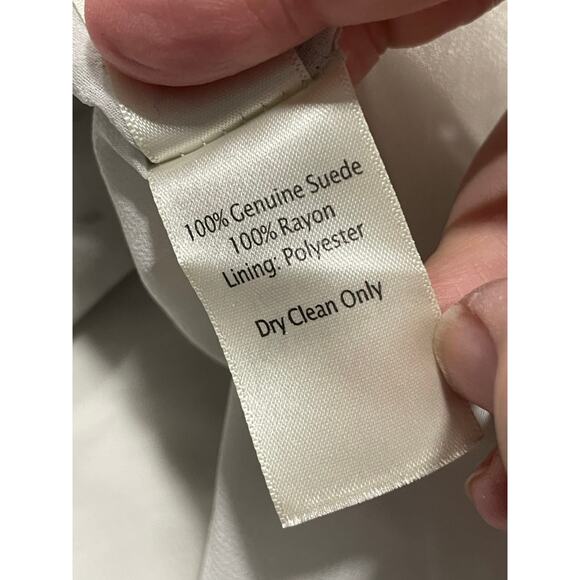 100% Genuine Suede
100% Rayon
Lining: Polyester
Dry Clean Only